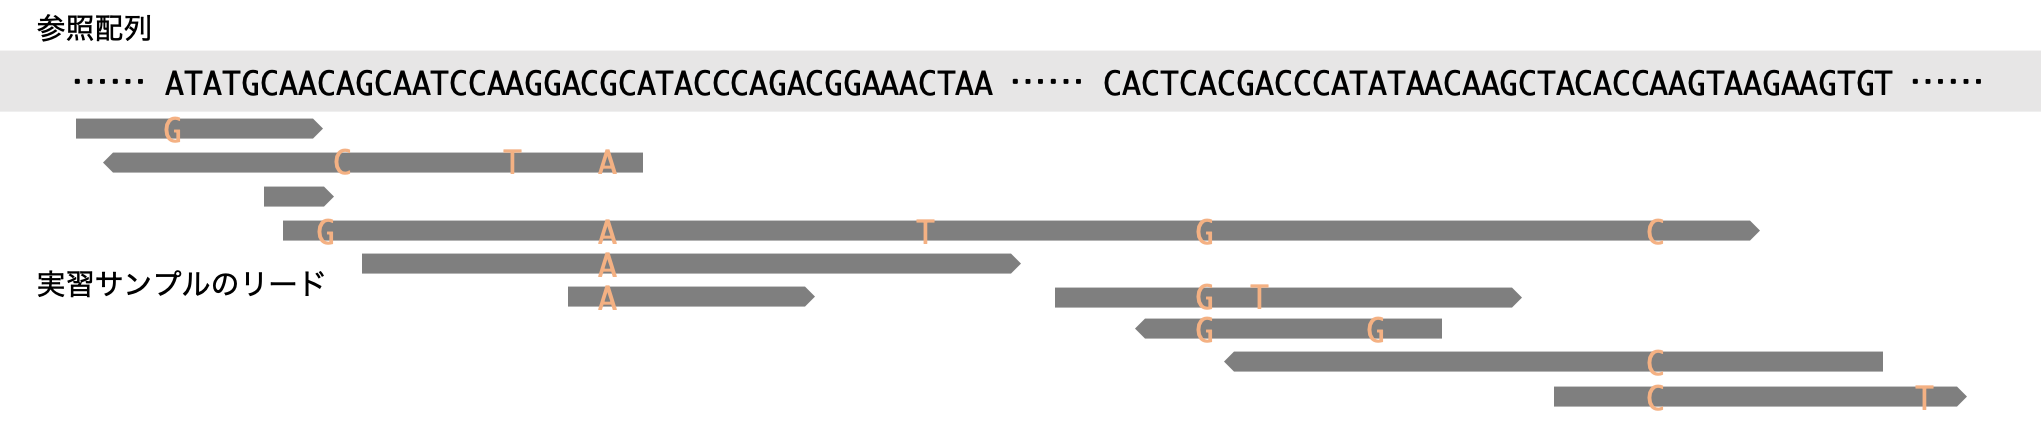 参照配列
······ ATATGCAACAGCAATCCAAGGACGCATACCCAGACGGAAACTAA ······ CACTCACGACCCATATAACAAGCTACACCAAGTAAGAAGTGT ······
G
C T A
G A T G C
A
実習サンプルのリード
A G T
G G
C
C T